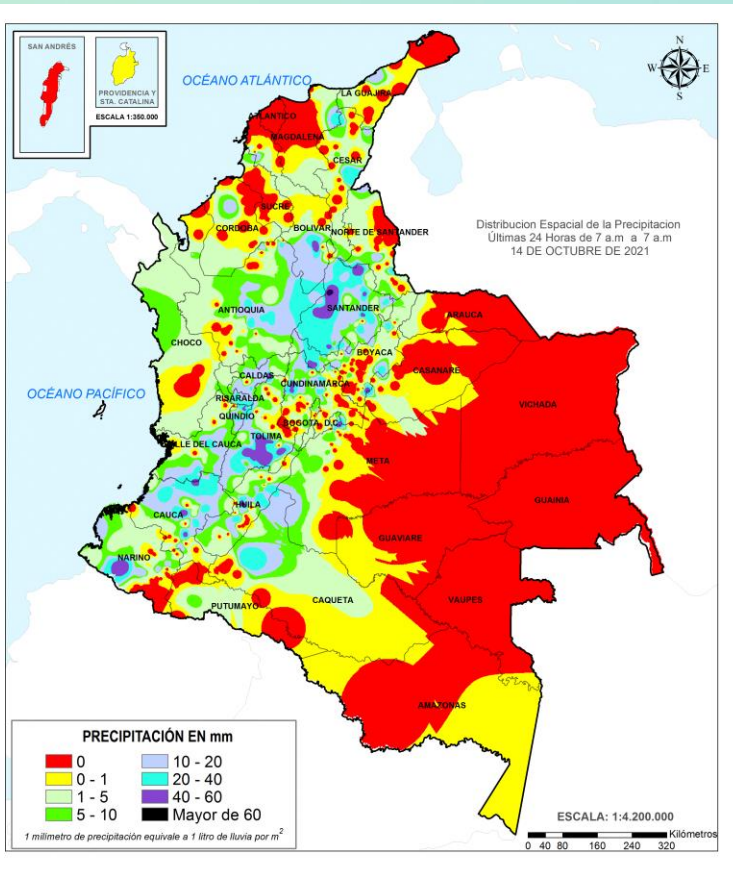 SAN ANDRÉS
PROVIDENCIA Y
STA. CATALINA
ESCALA 1:350.000
N
W
E
S
OCÉANO ATLÁNTICO
LA GUAJIRA
ATLANTICO
MAGDALENA
CESAR
SUCRE
CORDOBA
BOLIVAR
NORTE DE SANTANDER
Distribucion Espacial de la Precipitacion
Últimas 24 Horas de 7 a.m a 7 a.m
14 DE OCTUBRE DE 2021
ANTIOQUIA
SANTANDER
ARAUCA
CHOCO
BOYACA
CASANARE
CALDAS
CUNDINAMARCA
OCÉANO PACÍFICO
RISARALDA
VICHADA
QUINDIO
BOGOTA, D.C.
TOLIMA
VALLE DEL CAUCA
META
GUAINIA
HUILA
CAUCA
GUAVIARE
NARIÑO
CAQUETA
VAUPES
PUTUMAYO
AMAZONAS
PRECIPITACIÓN EN mm
0
0 - 1
1 - 5
5 - 10
10 - 20
20 - 40
40 - 60
Mayor de 60
1 milimetro de precipitación equivale a 1 litro de lluvia por m2
ESCALA: 1:4.200.000
Kilómetros
0 40 80 160 240 320